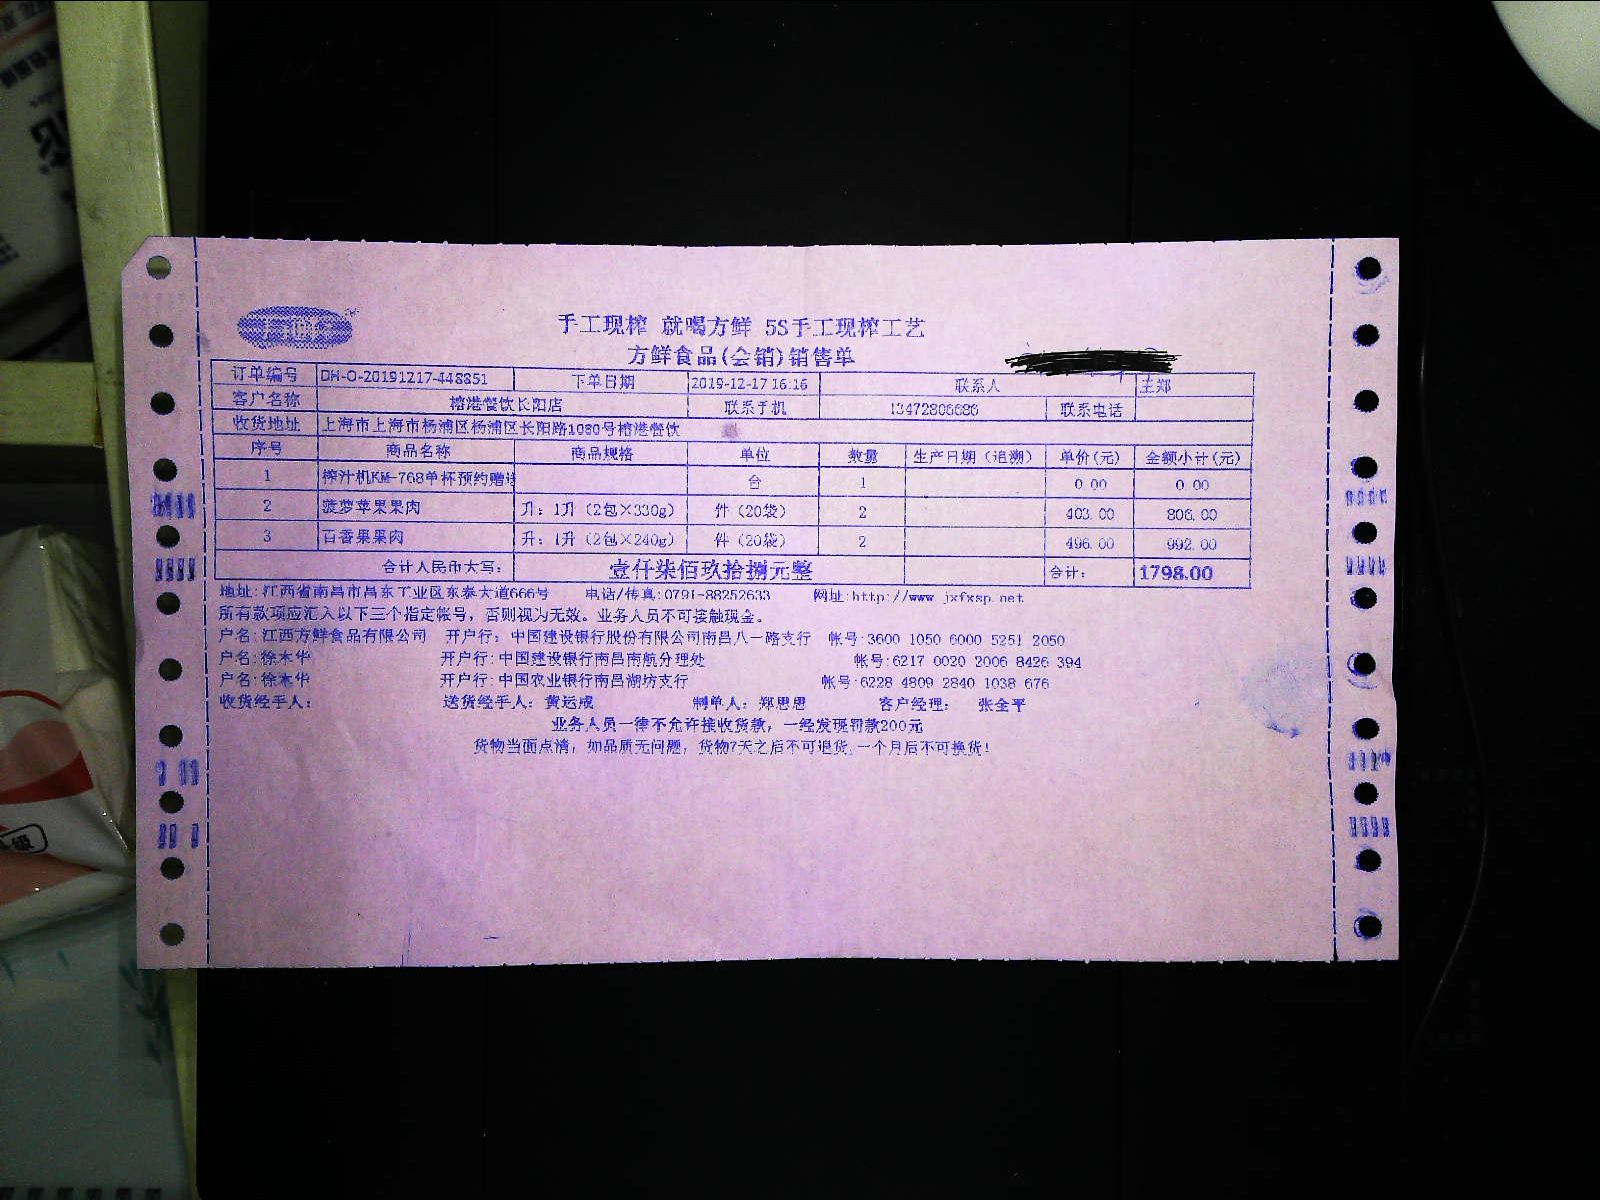 手工现榨 就喝方鲜 5S手工现榨工艺
方鲜食品(会销)销售单
订单编号 DH-O-20191217-448851 下单日期 2019-12-17 16:16 联系人 王郑
客户名称 榕港餐饮长阳店 联系手机 13472806686 联系电话
收货地址 上海市上海市杨浦区杨浦区长阳路1080号榕港餐饮
序号 商品名称 商品规格 单位 数量 生产日期（追溯） 单价(元) 金额小计(元)
1 榨汁机KM-768单杯预约赠送 台 1 0.00 0.00
2 菠萝苹果果肉 升：1升（2包×330g） 件（20袋） 2 403.00 806.00
3 百香果果肉 升：1升（2包×240g） 件（20袋） 2 496.00 992.00
合计人民币大写： 壹仟柒佰玖拾捌元整 合计： 1798.00
地址:江西省南昌市昌东工业区东泰大道666号 电话/传真:0791-88252633 网址:http://www.jxfxsp.net
所有款项应汇入以下三个指定帐号，否则视为无效。业务人员不可接触现金。
户名:江西方鲜食品有限公司 开户行: 中国建设银行股份有限公司南昌八一路支行 帐号:3600 1050 6000 5251 2050
户名:徐木华 开户行:中国建设银行南昌南航分理处 帐号:6217 0020 2006 8426 394
户名:徐木华 开户行:中国农业银行南昌湖坊支行 帐号:6228 4809 2840 1038 676
收货经手人： 送货经手人：黄运成 制单人：郑思思 客户经理： 张全平
业务人员一律不允许接收货款，一经发现罚款200元
货物当面点清，如品质无问题，货物7天之后不可退货,一个月后不可换货！